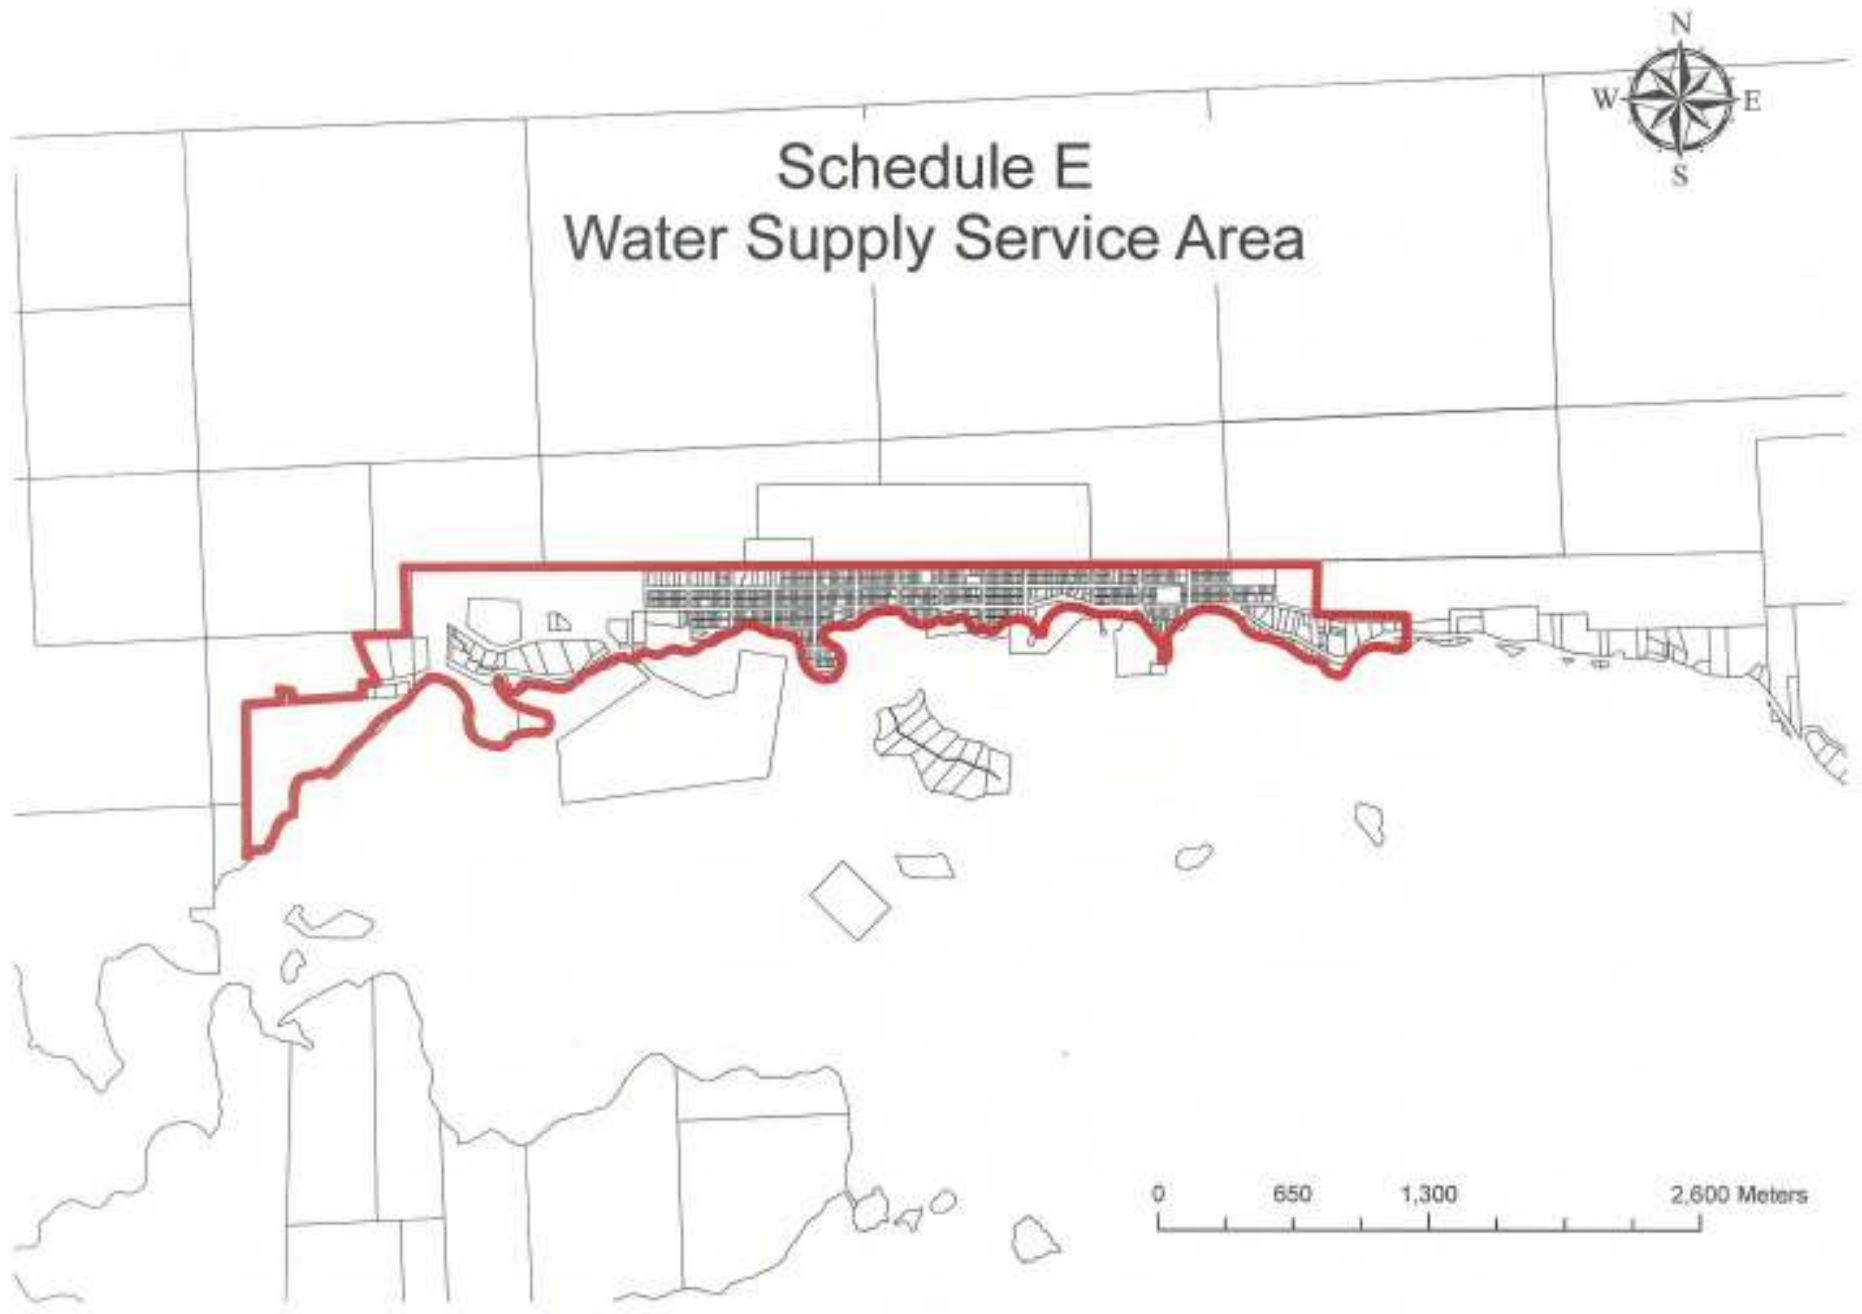 N
W E
S
Schedule E
Water Supply Service Area
0 650 1,300 2,600 Meters